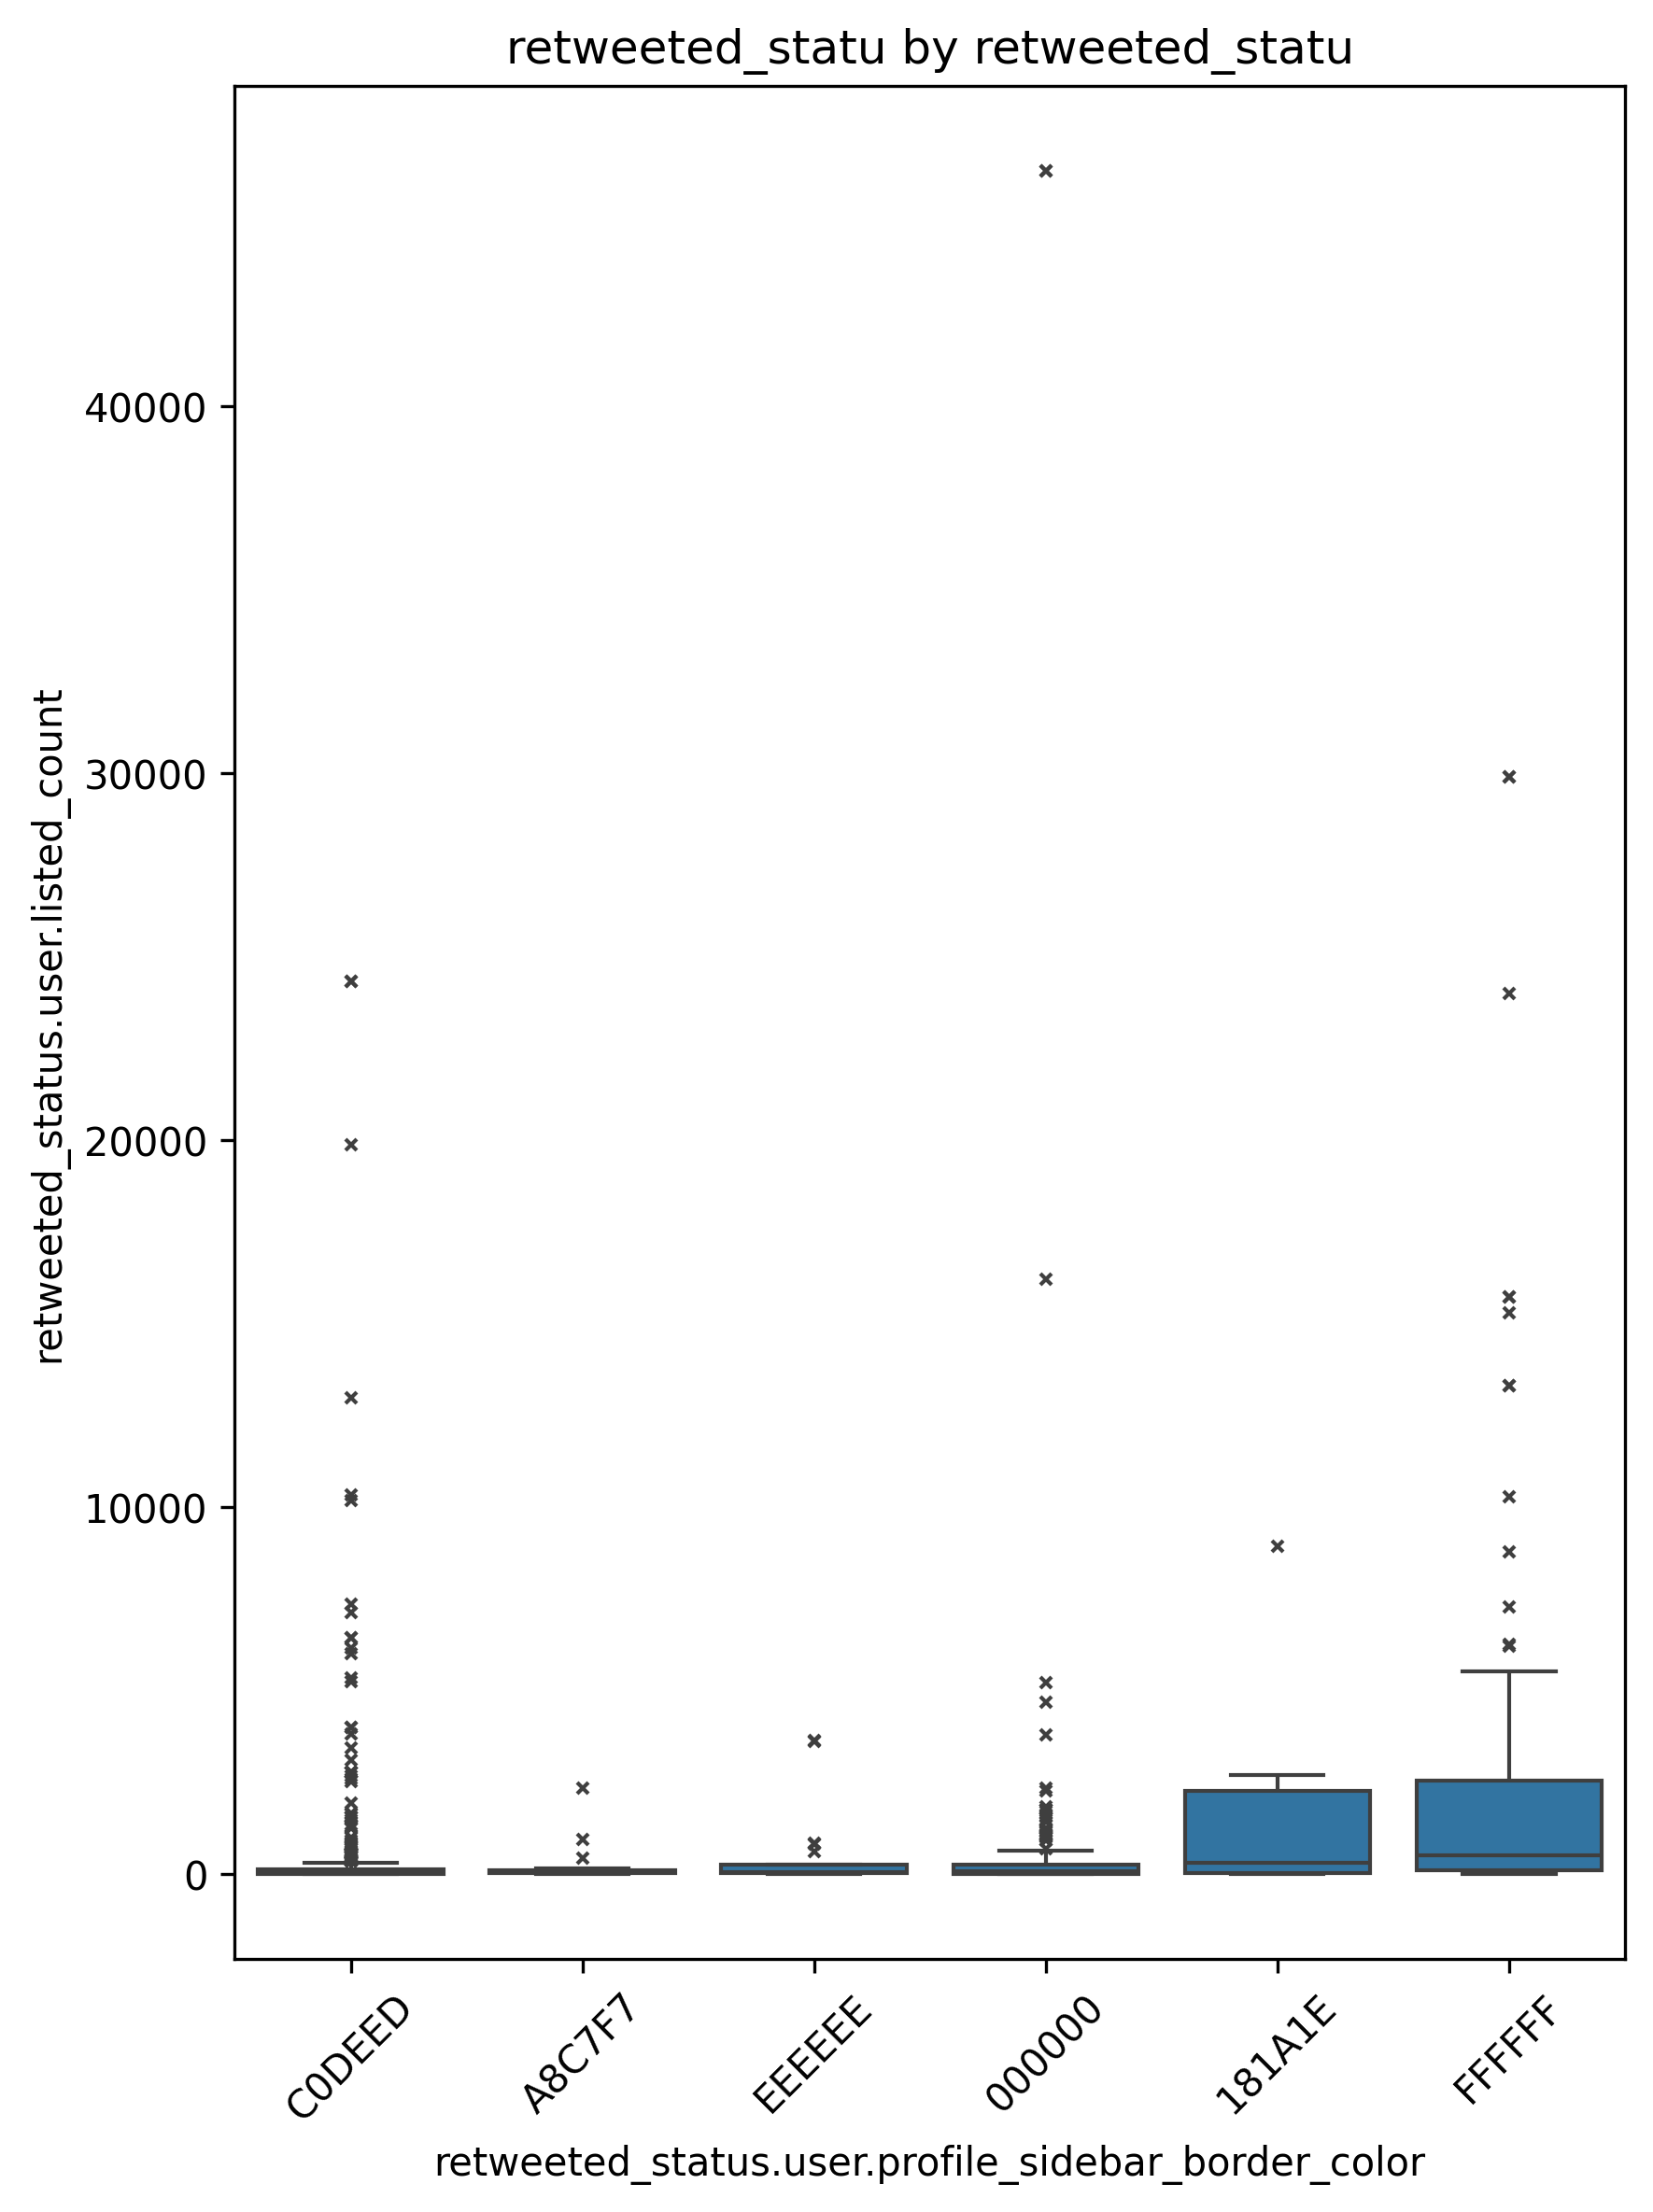 retweeted_statu by retweeted_statu
retweeted_status.user.listed_count
40000
30000
20000
10000
0
C0DEED
A8C7F7
EEEEEE
000000
181A1E
FFFFFF
retweeted_status.user.profile_sidebar_border_color